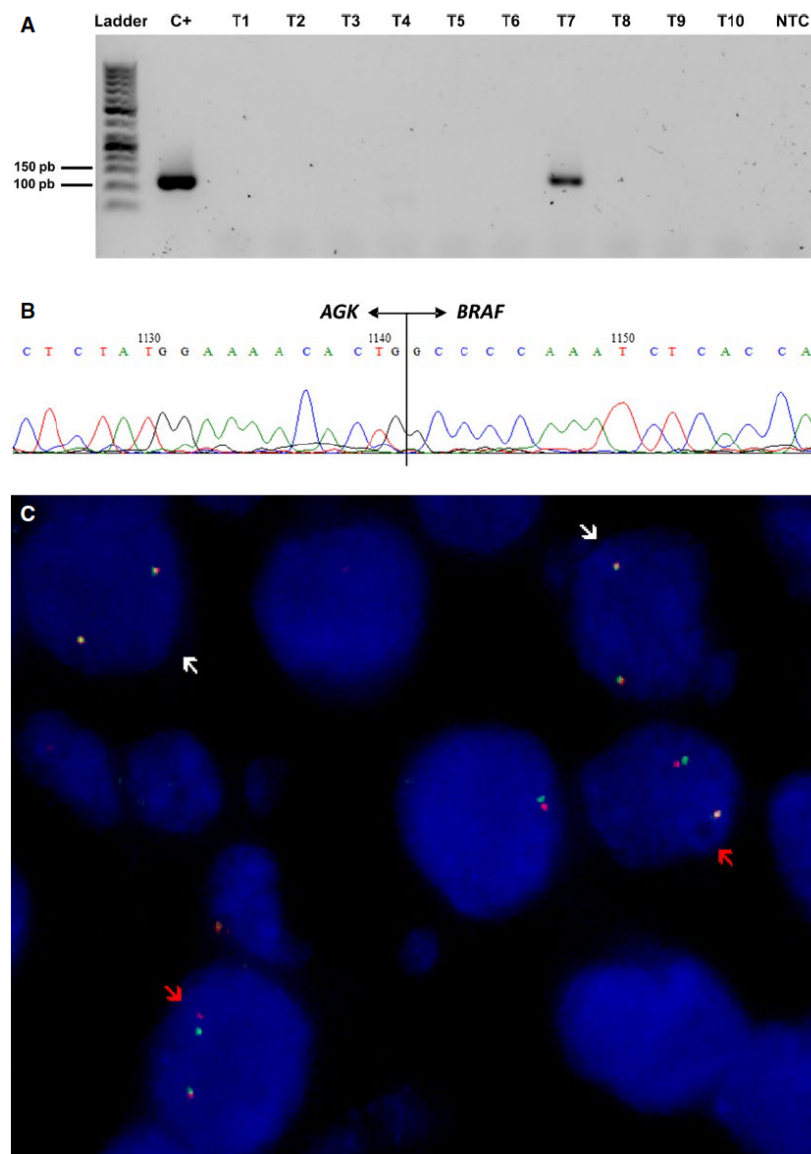 A
Ladder C+ T1 T2 T3 T4 T5 T6 T7 T8 T9 T10 NTC
150 pb
100 pb
B
AGK BRAF
1130 1140 1150
C T C T A T G G A A A A C A C T G G C C C C A A A T C T C A C C A
C